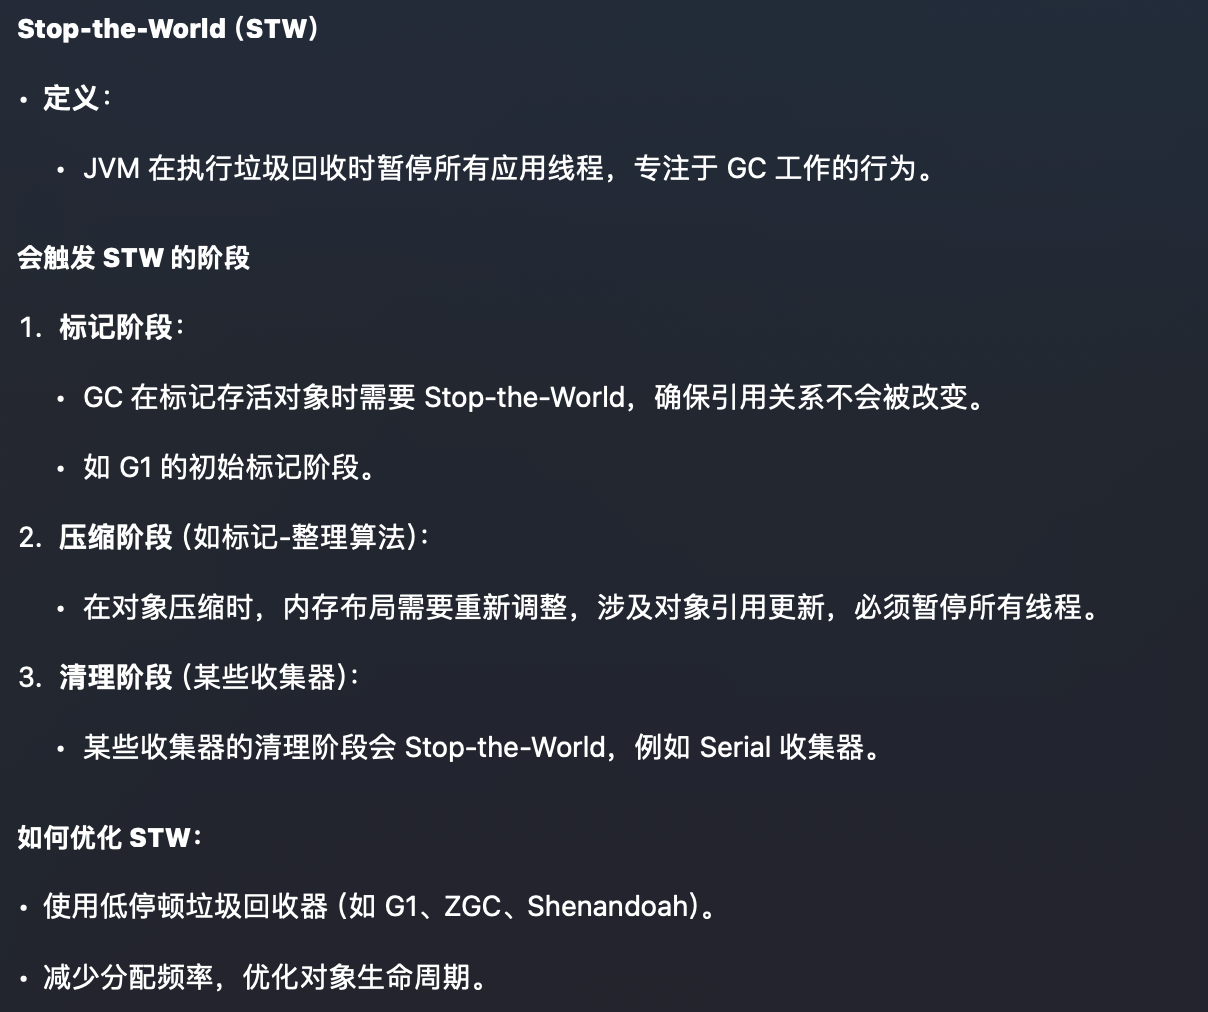 Stop-the-World（STW）
• 定义：
• JVM 在执行垃圾回收时暂停所有应用线程，专注于 GC 工作的行为。
会触发 STW 的阶段
1. 标记阶段：
• GC 在标记存活对象时需要 Stop-the-World，确保引用关系不会被改变。
• 如 G1 的初始标记阶段。
2. 压缩阶段（如标记-整理算法）：
• 在对象压缩时，内存布局需要重新调整，涉及对象引用更新，必须暂停所有线程。
3. 清理阶段（某些收集器）：
• 某些收集器的清理阶段会 Stop-the-World，例如 Serial 收集器。
如何优化 STW：
• 使用低停顿垃圾回收器（如 G1、ZGC、Shenandoah）。
• 减少分配频率，优化对象生命周期。